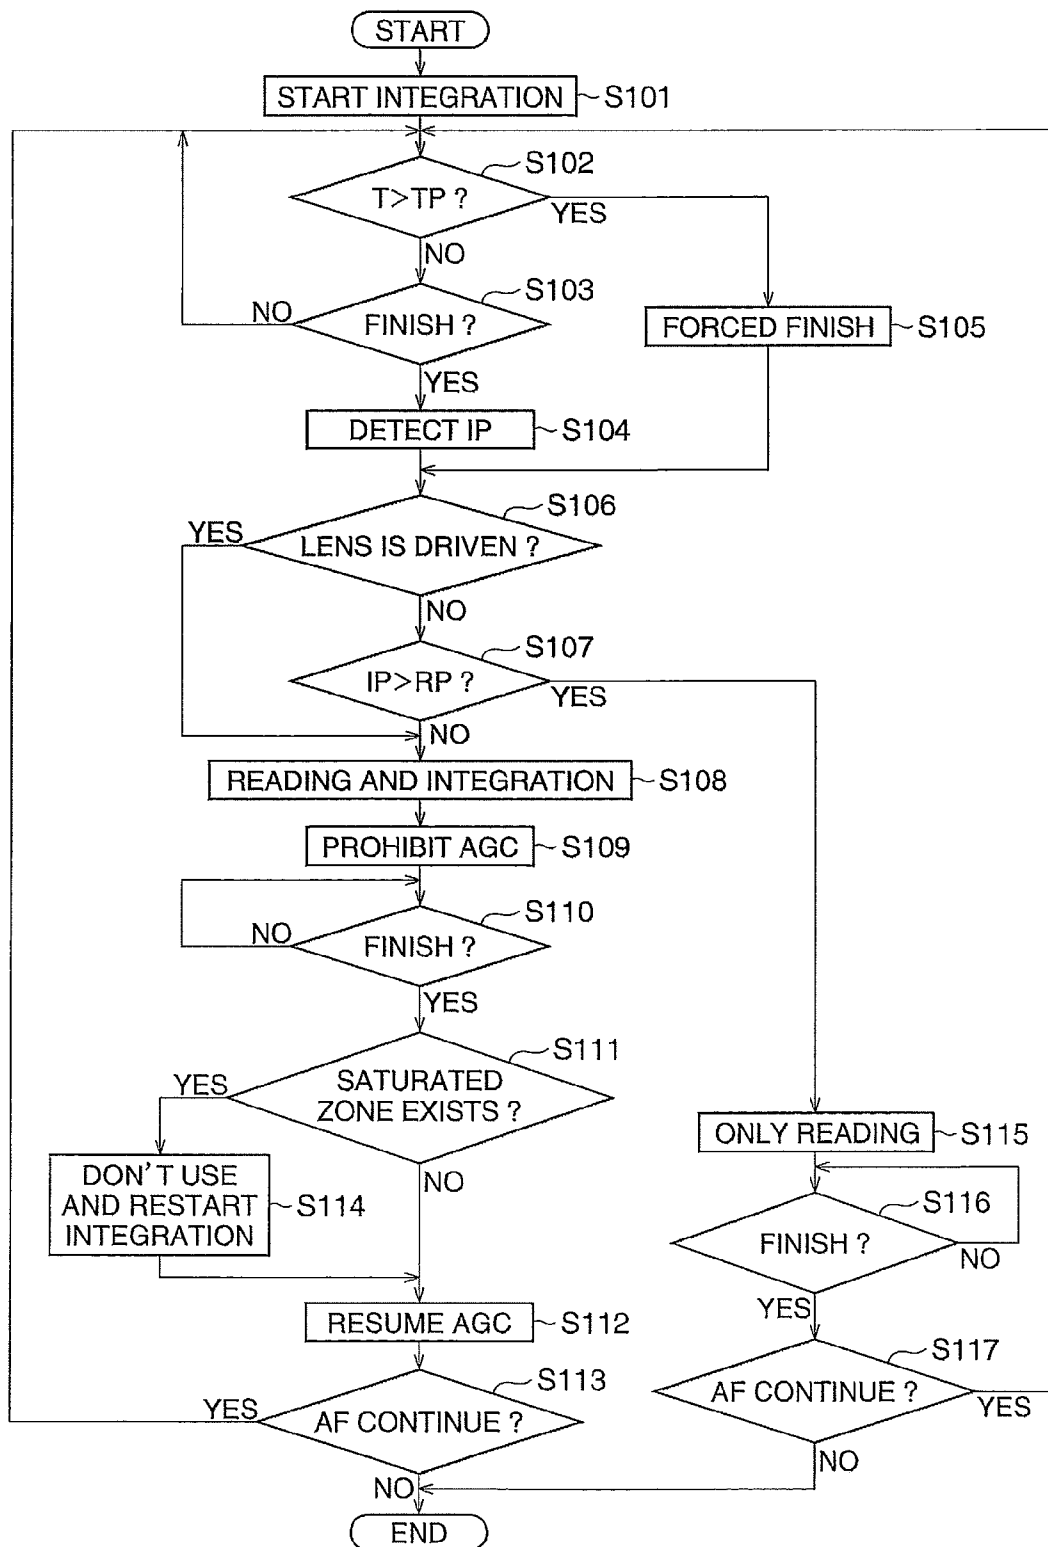 START
START INTEGRATION
S101
S102
T>TP ?
YES
NO
S103
NO
FINISH ?
FORCED FINISH
S105
YES
DETECT IP
S104
S106
YES
LENS IS DRIVEN ?
NO
S107
IP>RP ?
YES
NO
READING AND INTEGRATION
S108
PROHIBIT AGC
S109
S110
NO
FINISH ?
YES
S111
YES
SATURATED
ZONE EXISTS ?
NO
DON'T USE
AND RESTART
INTEGRATION
S114
ONLY READING
S115
S116
FINISH ?
NO
YES
RESUME AGC
S112
S113
YES
AF CONTINUE ?
NO
S117
AF CONTINUE ?
YES
NO
END